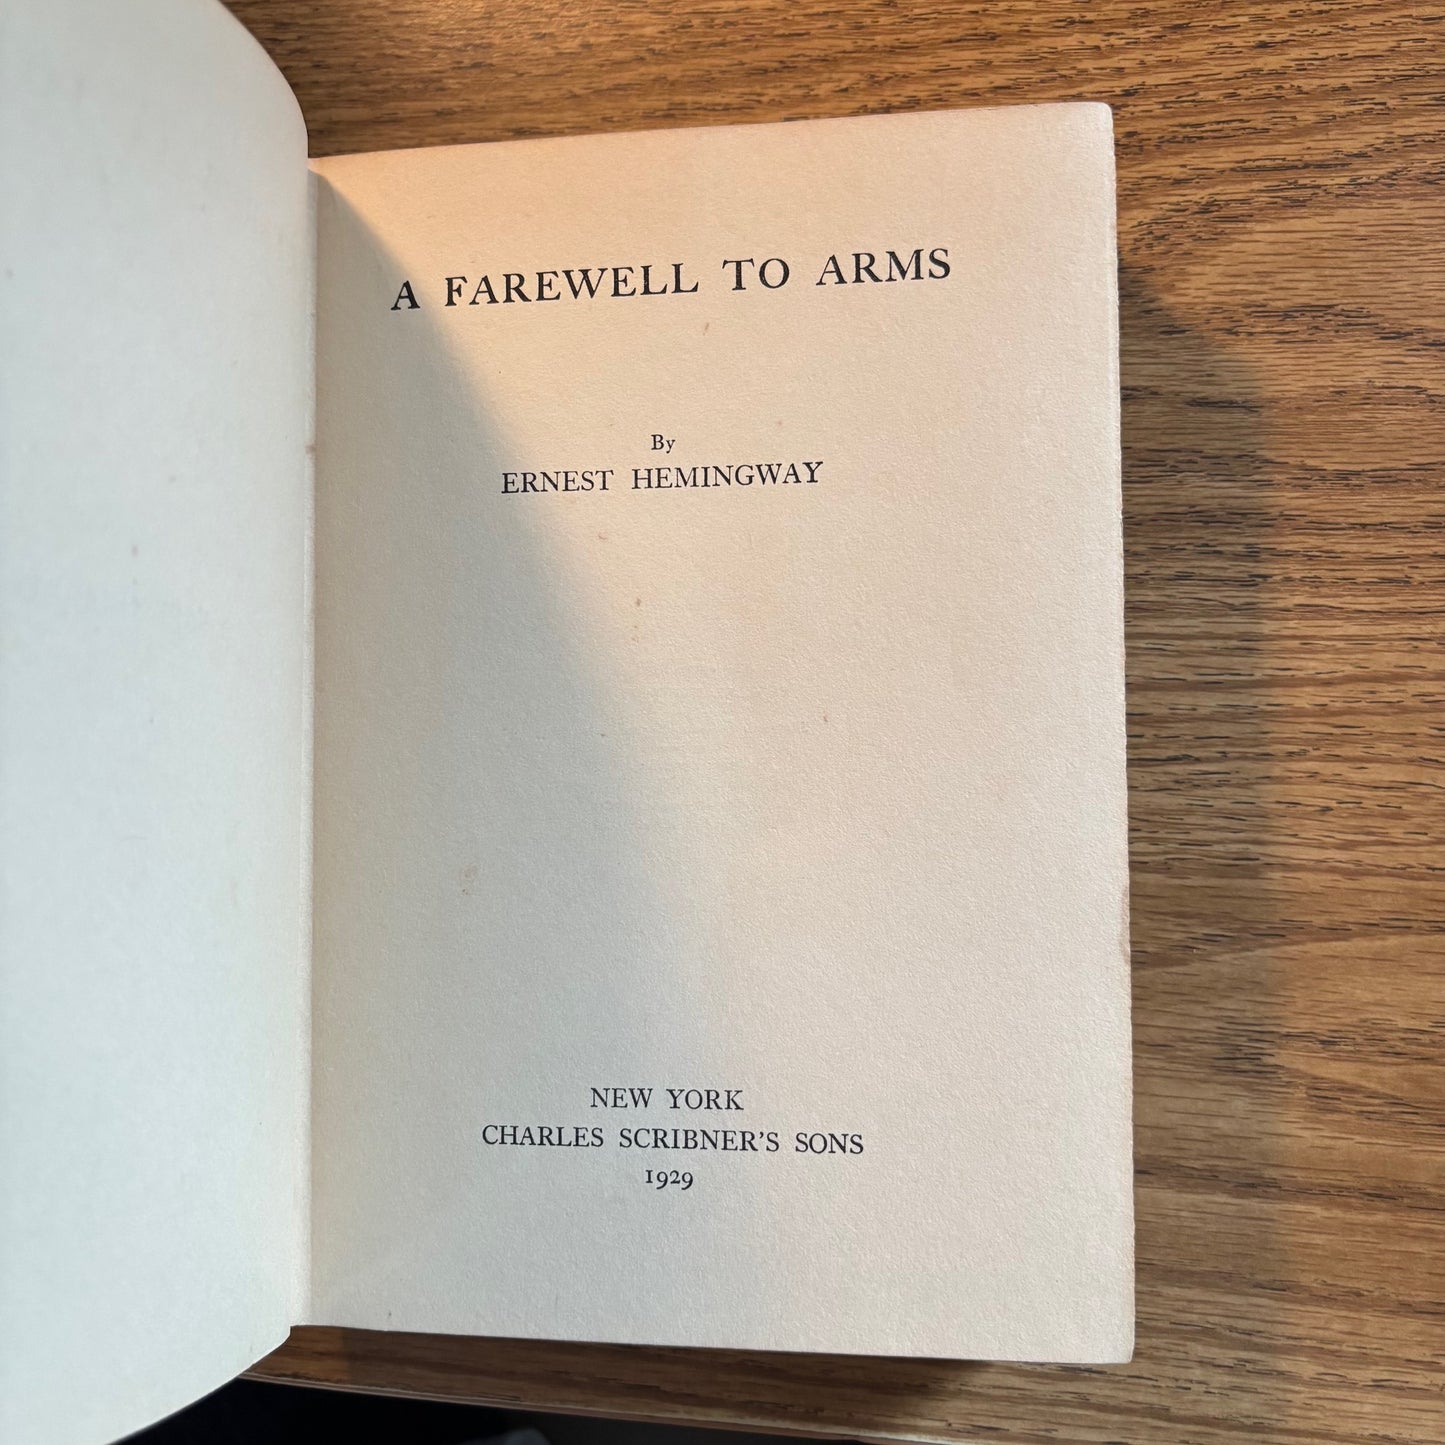 A FAREWELL TO ARMS
By
ERNEST HEMINGWAY
NEW YORK
CHARLES SCRIBNER'S SONS
1929